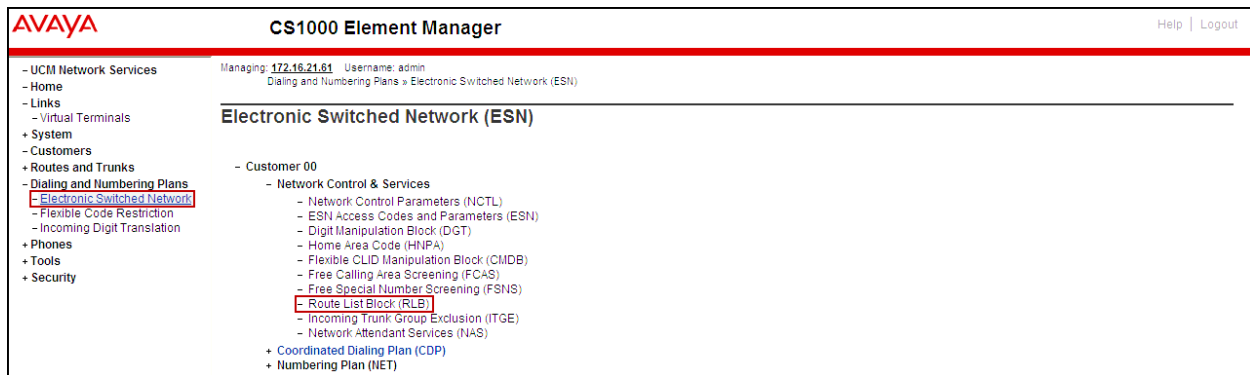 AVAYA
CS1000 Element Manager
Help | Logout
- UCM Network Services
- Home
- Links
- Virtual Terminals
+ System
- Customers
+ Routes and Trunks
- Dialing and Numbering Plans
- Electronic Switched Network
- Flexible Code Restriction
- Incoming Digit Translation
+ Phones
+ Tools
+ Security
Managing: 172.16.21.61 Username: admin
Dialing and Numbering Plans » Electronic Switched Network (ESN)
Electronic Switched Network (ESN)
- Customer 00
- Network Control & Services
- Network Control Parameters (NCTL)
- ESN Access Codes and Parameters (ESN)
- Digit Manipulation Block (DGT)
- Home Area Code (HNPA)
- Flexible CLID Manipulation Block (CMDB)
- Free Calling Area Screening (FCAS)
- Free Special Number Screening (FSNS)
- Route List Block (RLB)
- Incoming Trunk Group Exclusion (ITGE)
- Network Attendant Services (NAS)
+ Coordinated Dialing Plan (CDP)
+ Numbering Plan (NET)